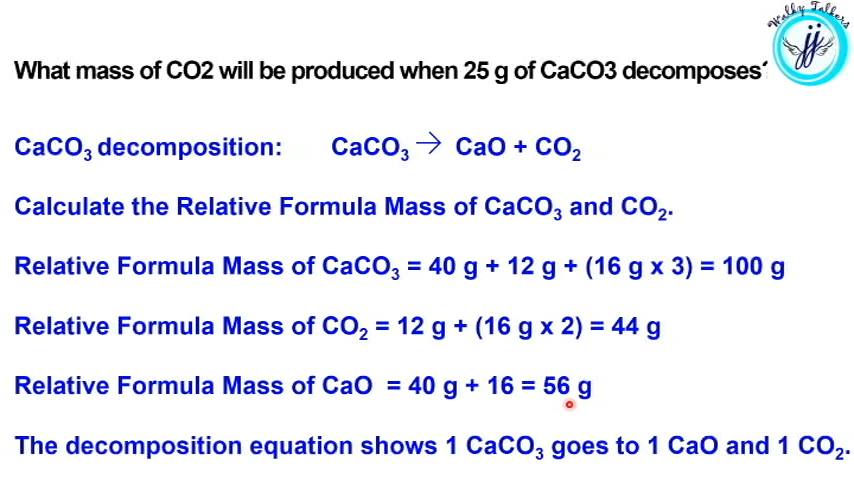 Walky Talkers
jj
What mass of CO2 will be produced when 25 g of CaCO3 decomposes?
CaCO₃ decomposition: CaCO₃ → CaO + CO₂
Calculate the Relative Formula Mass of CaCO₃ and CO₂.
Relative Formula Mass of CaCO₃ = 40 g + 12 g + (16 g x 3) = 100 g
Relative Formula Mass of CO₂ = 12 g + (16 g x 2) = 44 g
Relative Formula Mass of CaO = 40 g + 16 = 56 g
The decomposition equation shows 1 CaCO₃ goes to 1 CaO and 1 CO₂.